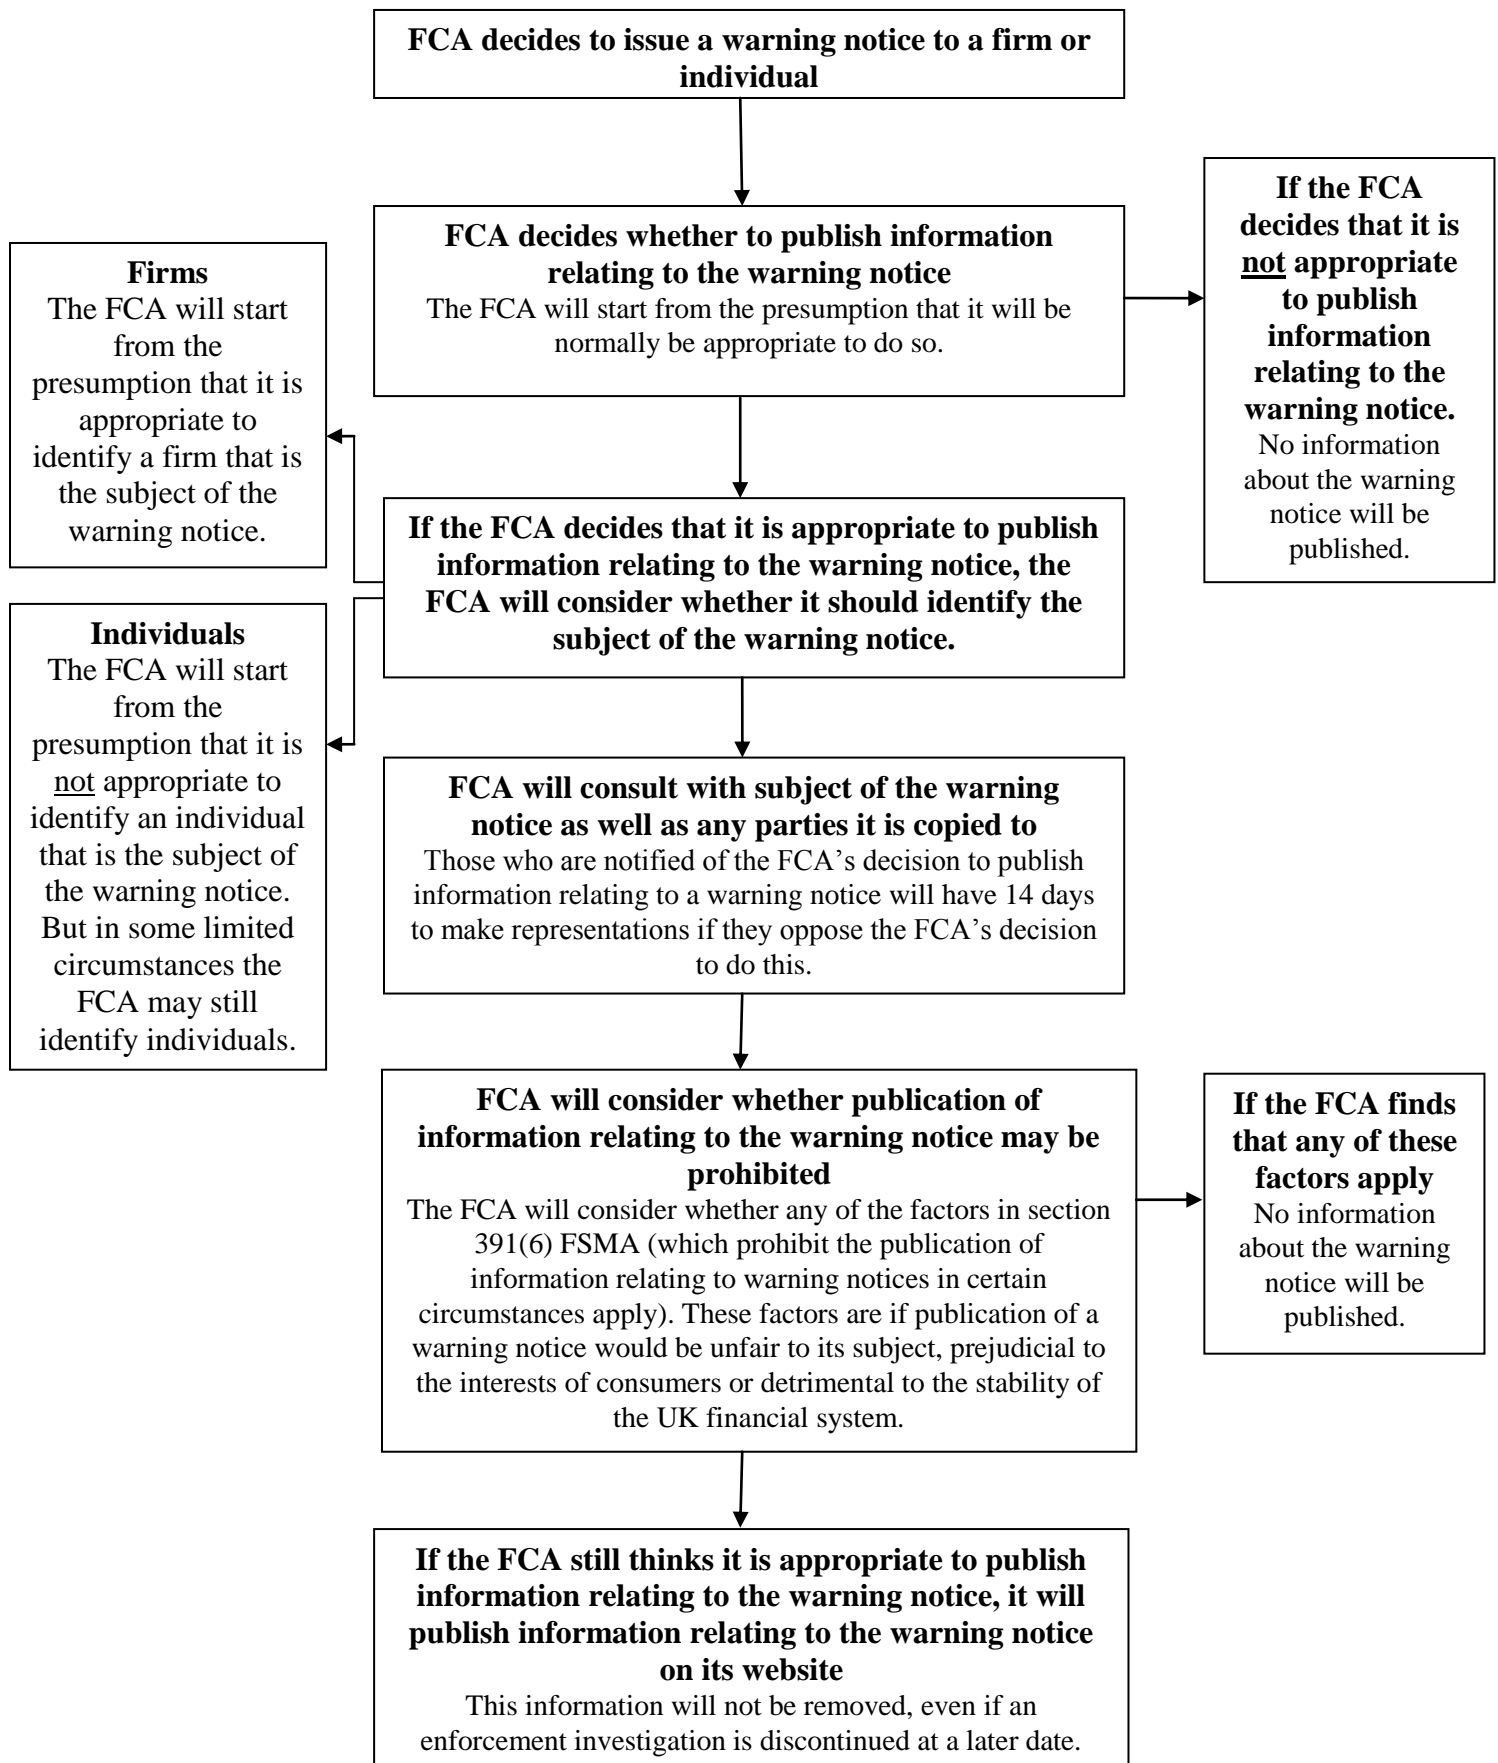 FCA decides to issue a warning notice to a firm or
individual
FCA decides whether to publish information
relating to the warning notice
The FCA will start from the presumption that it will be
normally be appropriate to do so.
If the FCA
decides that it is
not appropriate
to publish
information
relating to the
warning notice.
No information
about the warning
notice will be
published.
Firms
The FCA will start
from the
presumption that it is
appropriate to
identify a firm that is
the subject of the
warning notice.
If the FCA decides that it is appropriate to publish
information relating to the warning notice, the
FCA will consider whether it should identify the
subject of the warning notice.
Individuals
The FCA will start
from the
presumption that it is
not appropriate to
identify an individual
that is the subject of
the warning notice.
But in some limited
circumstances the
FCA may still
identify individuals.
FCA will consult with subject of the warning
notice as well as any parties it is copied to
Those who are notified of the FCA’s decision to publish
information relating to a warning notice will have 14 days
to make representations if they oppose the FCA’s decision
to do this.
FCA will consider whether publication of
information relating to the warning notice may be
prohibited
The FCA will consider whether any of the factors in section
391(6) FSMA (which prohibit the publication of
information relating to warning notices in certain
circumstances apply). These factors are if publication of a
warning notice would be unfair to its subject, prejudicial to
the interests of consumers or detrimental to the stability of
the UK financial system.
If the FCA finds
that any of these
factors apply
No information
about the warning
notice will be
published.
If the FCA still thinks it is appropriate to publish
information relating to the warning notice, it will
publish information relating to the warning notice
on its website
This information will not be removed, even if an
enforcement investigation is discontinued at a later date.